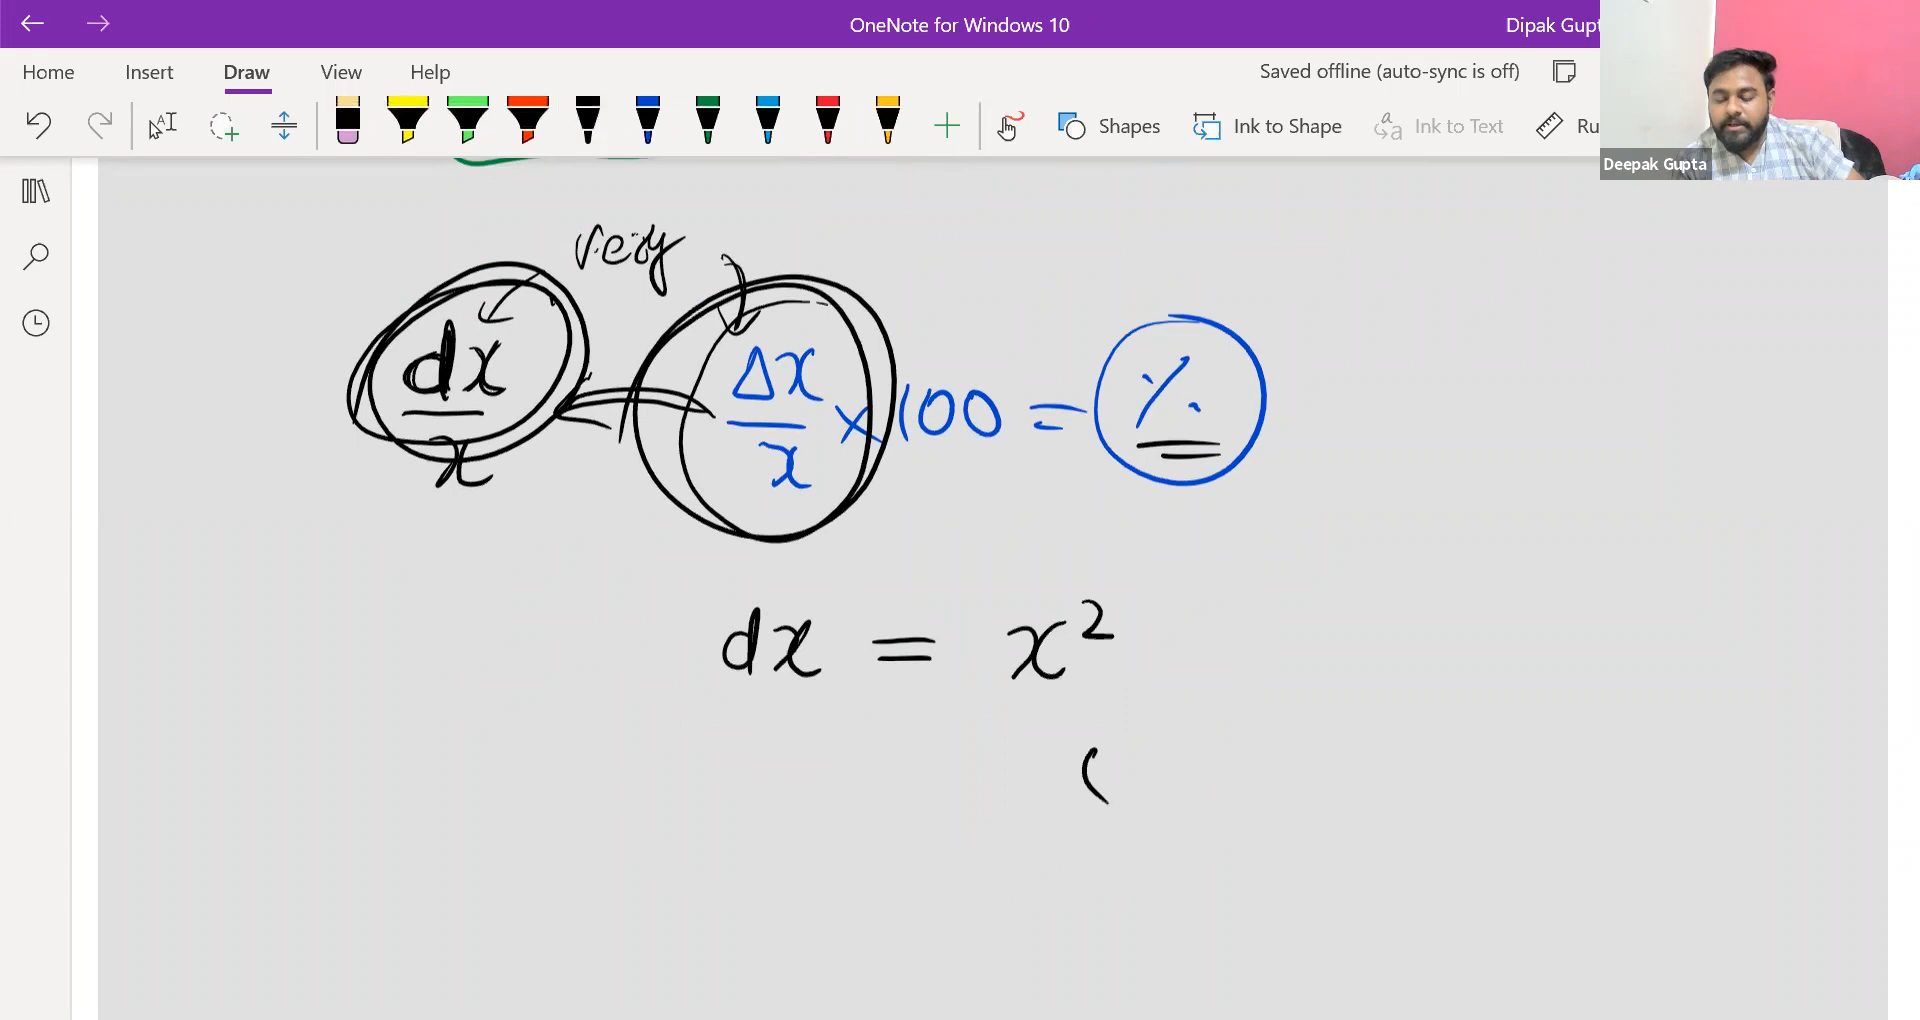 OneNote for Windows 10
Dipak Gupt
Home Insert Draw View Help
Saved offline (auto-sync is off)
Shapes Ink to Shape Ink to Text Ru
Deepak Gupta
very
dx/x Δx/x × 100 = %
dx = x²
(